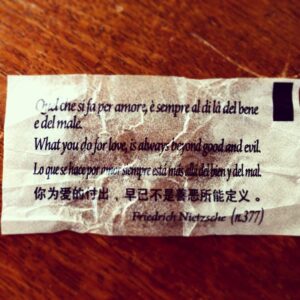 Quel che si fa per amore, è sempre al di là del bene
e del male.
What you do for love, is always beyond good and evil.
Lo que se hace por amor siempre está más allá del bien y del mal.
你为爱的付出，早已不是善恶所能定义。
Friedrich Nietzsche (n.377)